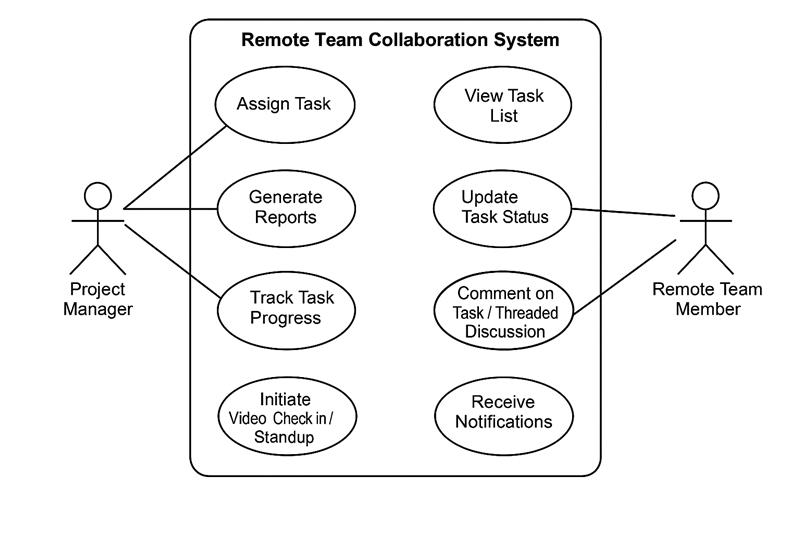 Remote Team Collaboration System
Assign Task
View Task
List
Generate
Reports
Update
Task Status
Project
Manager
Track Task
Progress
Comment on
Task / Threaded
Discussion
Remote Team
Member
Initiate
Video Check in /
Standup
Receive
Notifications